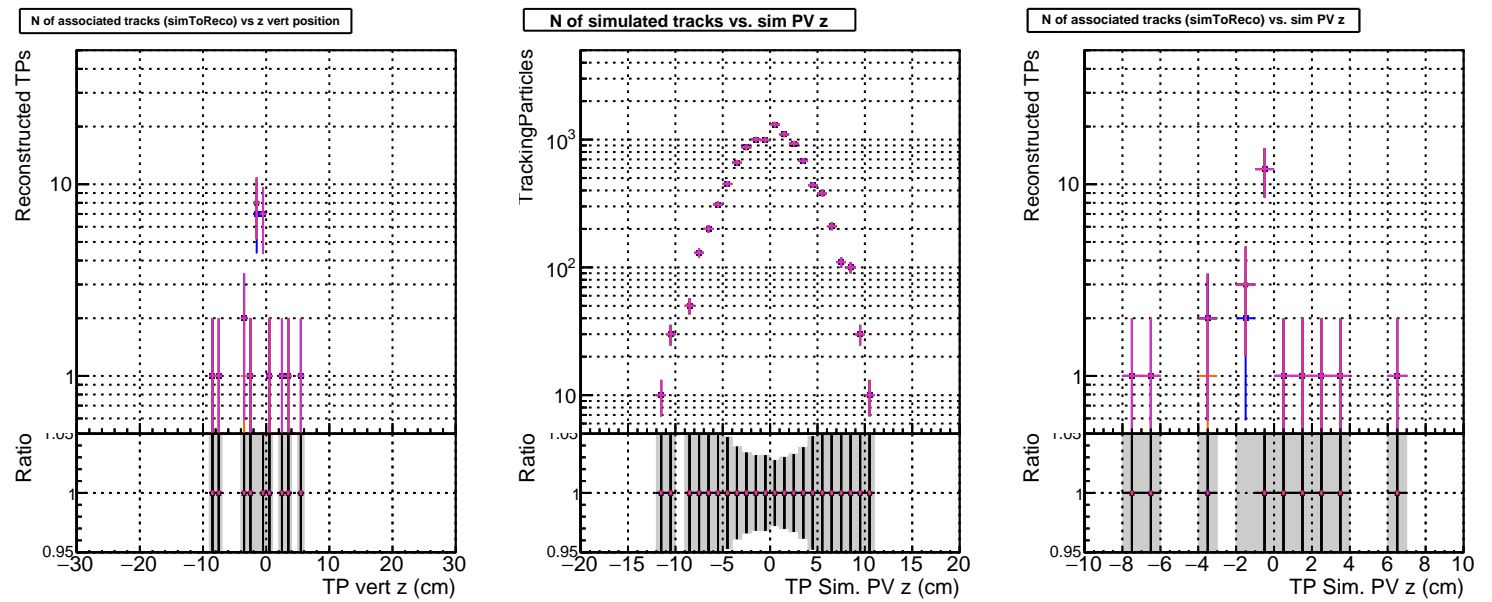 N of associated tracks (simToReco) vs z vert position
Reconstructed TPs
10
1
1.05
Ratio
1
0.95
−30 −20 −10 0 10 20 30
TP vert z (cm)
N of simulated tracks vs. sim PV z
TrackingParticles
10³
10²
10
1.05
Ratio
1
0.95
−20 −15 −10 −5 0 5 10 15 20
TP Sim. PV z (cm)
N of associated tracks (simToReco) vs. sim PV z
Reconstructed TPs
10
1
1.05
Ratio
1
0.95
−10 −8 −6 −4 −2 0 2 4 6 8 10
TP Sim. PV z (cm)